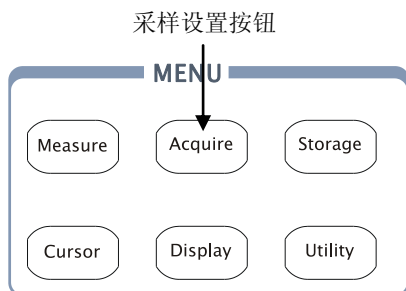 采样设置按钮
MENU
Measure Acquire Storage
Cursor Display Utility